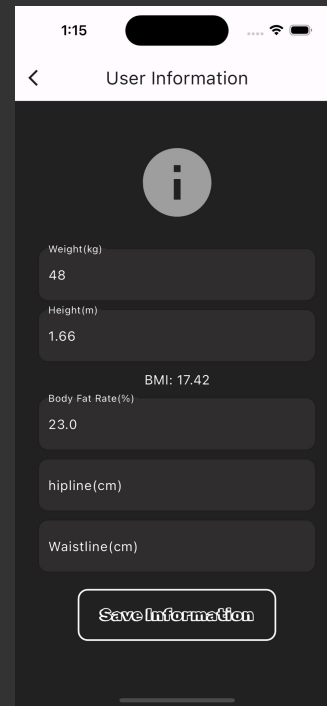 1:15
User Information
i
Weight(kg)
48
Height(m)
1.66
BMI: 17.42
Body Fat Rate(%)
23.0
hipline(cm)
Waistline(cm)
Save Information